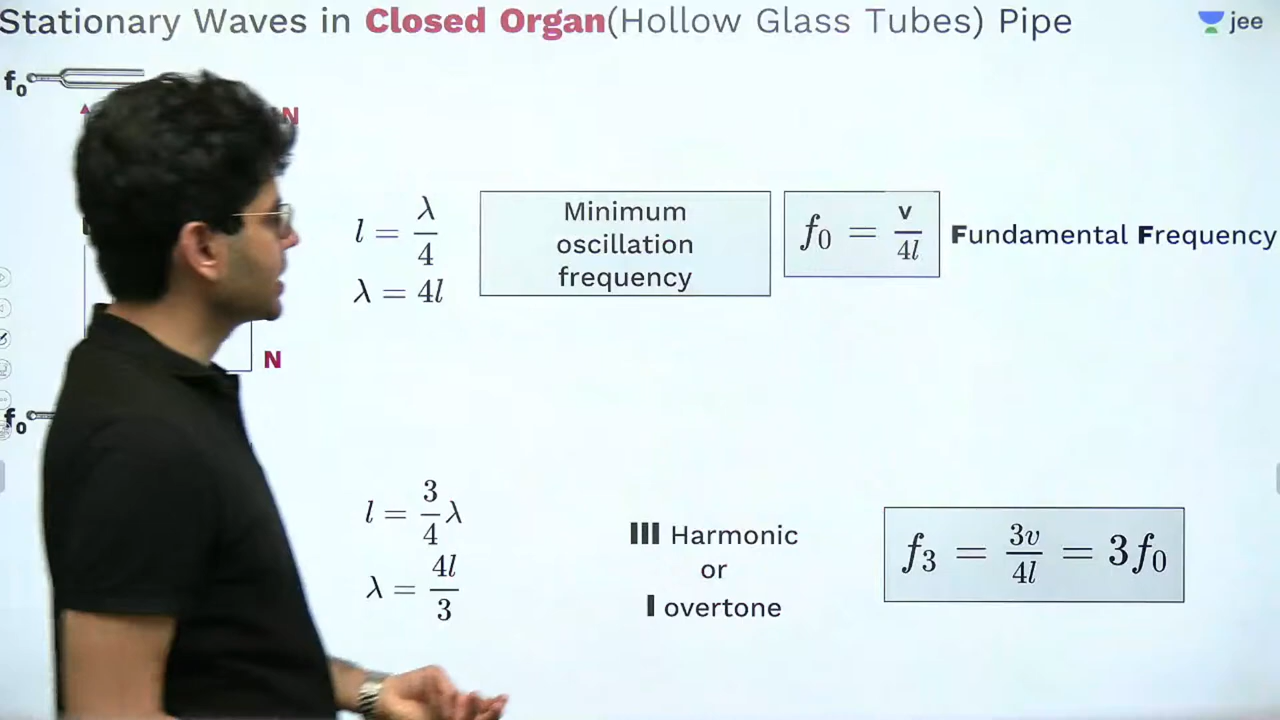 Stationary Waves in Closed Organ(Hollow Glass Tubes) Pipe
jee
f₀
N
l = λ/4
λ = 4l
Minimum
oscillation
frequency
f₀ = v/4l
Fundamental Frequency
N
f₀
l = 3/4 λ
λ = 4l/3
III Harmonic
or
I overtone
f₃ = 3v/4l = 3f₀